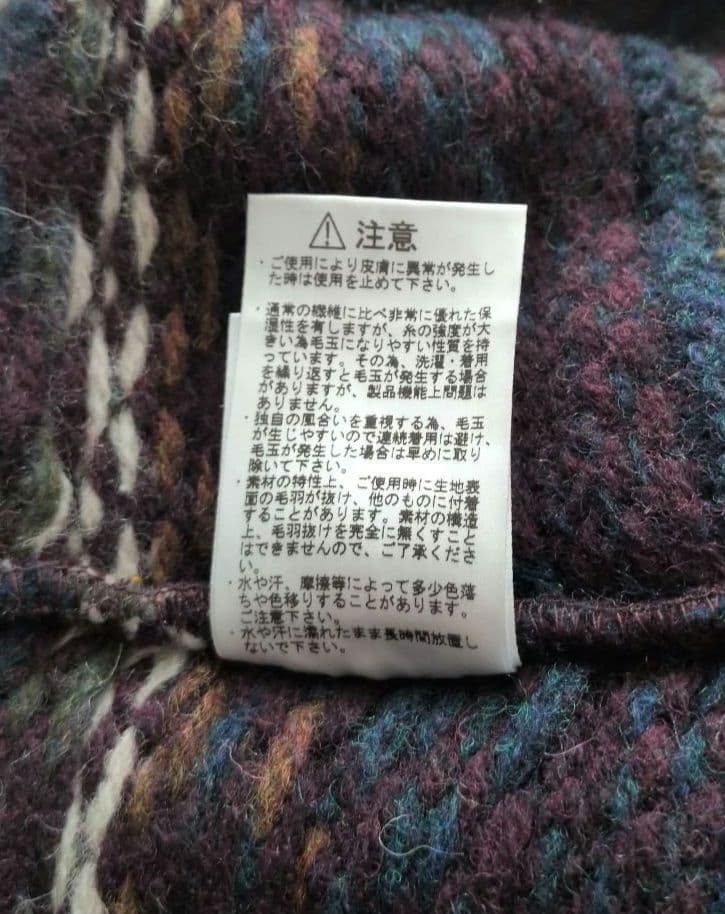 ⚠ 注意
・ご使用により皮膚に異常が発生し
た時は使用を止めて下さい。
・通常の繊維に比べ非常に優れた保
湿性を有しますが、糸の強度が大
きい為毛玉になりやすい性質を持
っています。その為、洗濯・着用
を繰り返すと毛玉が発生する場合
がありますが、製品機能上問題は
ありません。
・独自の風合いを重視する為、毛玉
が生じやすいので連続着用は避け、
毛玉が発生した場合は早めに取り
除いて下さい。
・素材の特性上、ご使用時に生地表
面の毛羽が抜け、他のものに付着
することがあります。素材の構造
上、毛羽抜けを完全に無くすこと
はできませんので、ご了承くださ
い。
・水や汗、摩擦等によって多少色落
ちや色移りすることがあります。
ご注意下さい。
・水や汗に濡れたまま長時間放置し
ないで下さい。